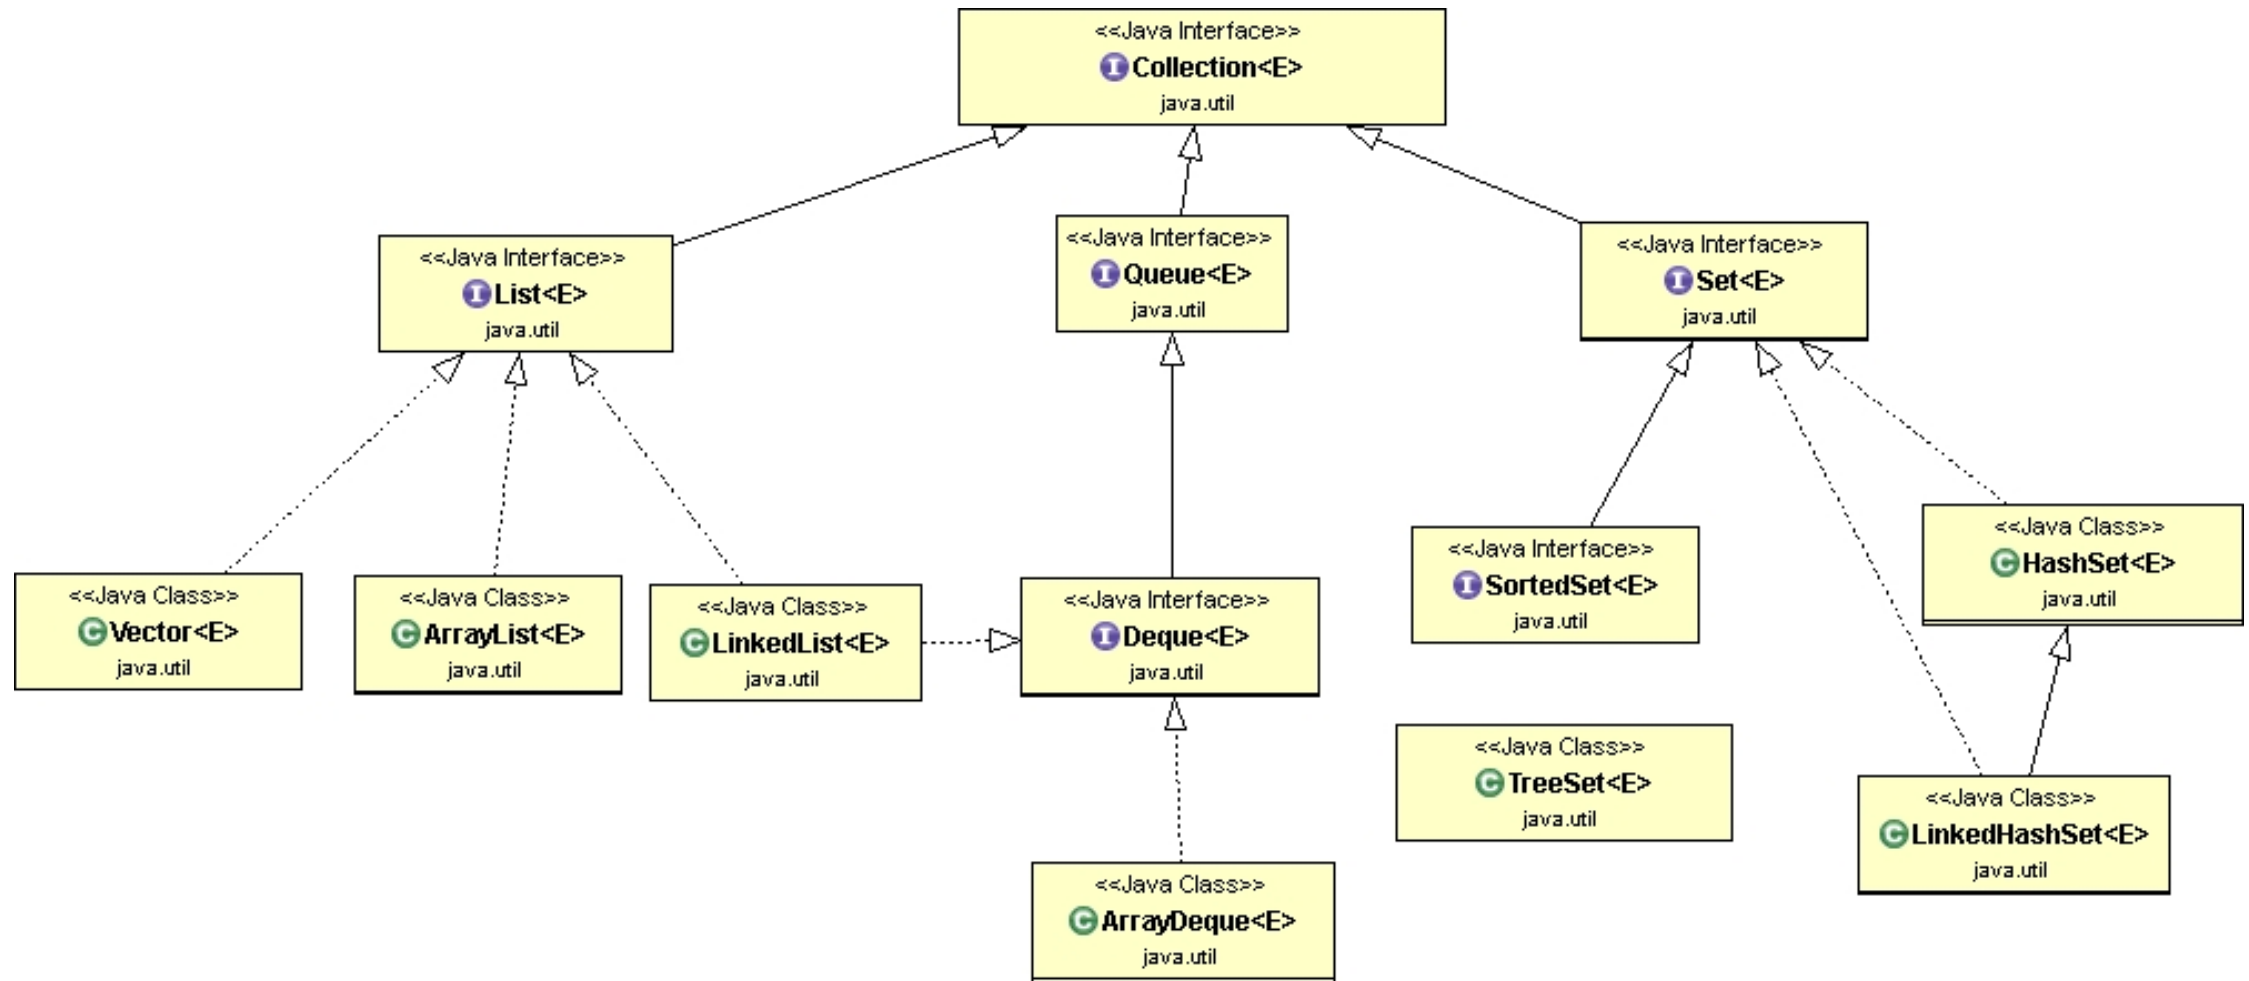 <<Java Interface>>
I Collection<E>
java.util
<<Java Interface>>
I List<E>
java.util
<<Java Interface>>
I Queue<E>
java.util
<<Java Interface>>
I Set<E>
java.util
<<Java Class>>
C Vector<E>
java.util
<<Java Class>>
C ArrayList<E>
java.util
<<Java Class>>
C LinkedList<E>
java.util
<<Java Interface>>
I Deque<E>
java.util
<<Java Interface>>
I SortedSet<E>
java.util
<<Java Class>>
C HashSet<E>
java.util
<<Java Class>>
C TreeSet<E>
java.util
<<Java Class>>
C LinkedHashSet<E>
java.util
<<Java Class>>
C ArrayDeque<E>
java.util